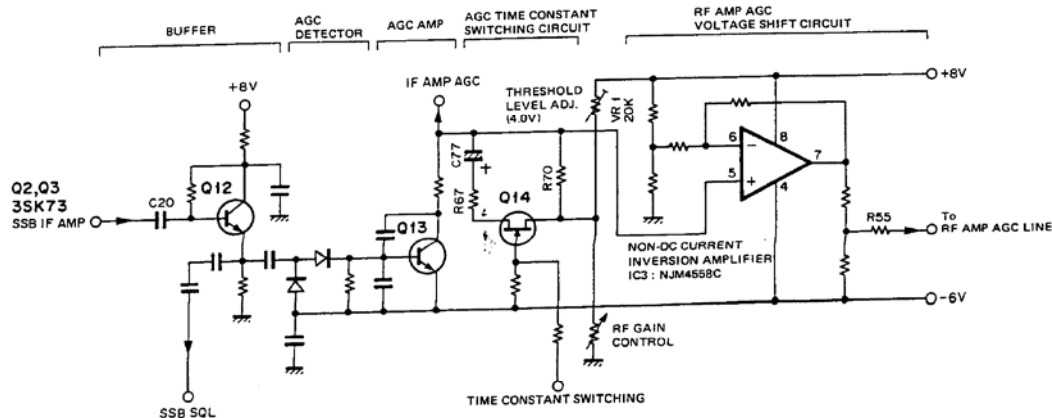 BUFFER
AGC
DETECTOR
AGC AMP
AGC TIME CONSTANT
SWITCHING CIRCUIT
RF AMP AGC
VOLTAGE SHIFT CIRCUIT
+8V
IF AMP AGC
THRESHOLD
LEVEL ADJ.
(4.0V)
VR1
20K
+8V
Q2,Q3
3SK73
SSB IF AMP
C20
Q12
C77
+
R67
Q14
R70
6
-
8
7
5
+
4
Q13
NON-DC CURRENT
INVERSION AMPLIFIER
IC3 : NJM4558C
R55
To
RF AMP AGC LINE
-6V
RF GAIN
CONTROL
SSB SQL
TIME CONSTANT SWITCHING